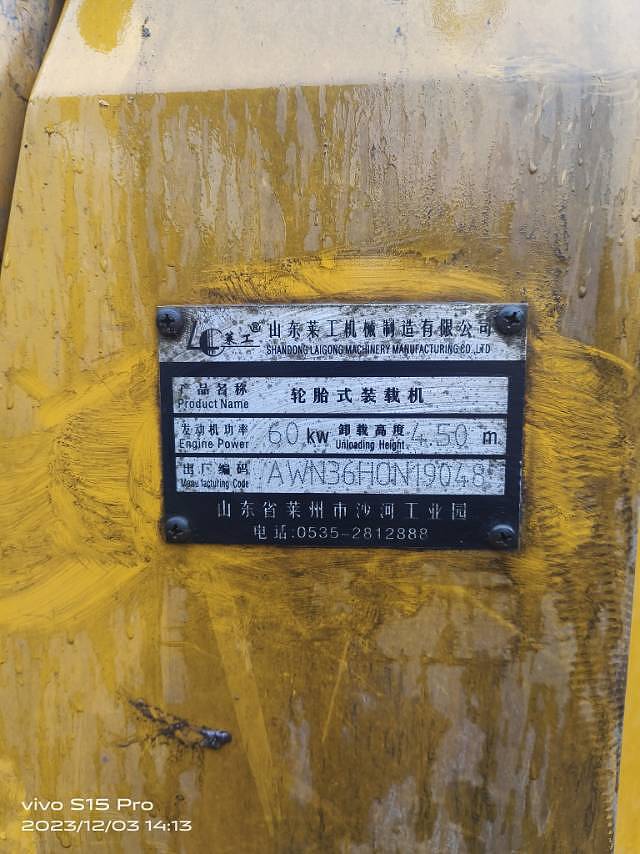 莱工® 山东莱工机械制造有限公司
SHANDONG LAIGONG MACHINERY MANUFACTURING CO.,LTD
产品名称 轮胎式装载机
Product Name
发动机功率 60 kw 卸载高度 4.50 m
Engine Power Unloading Height
出厂编码 AWN36H0N19048
Manufacturing Code
山东省莱州市沙河工业园
电话:0535-2812888
vivo S15 Pro
2023/12/03 14:13